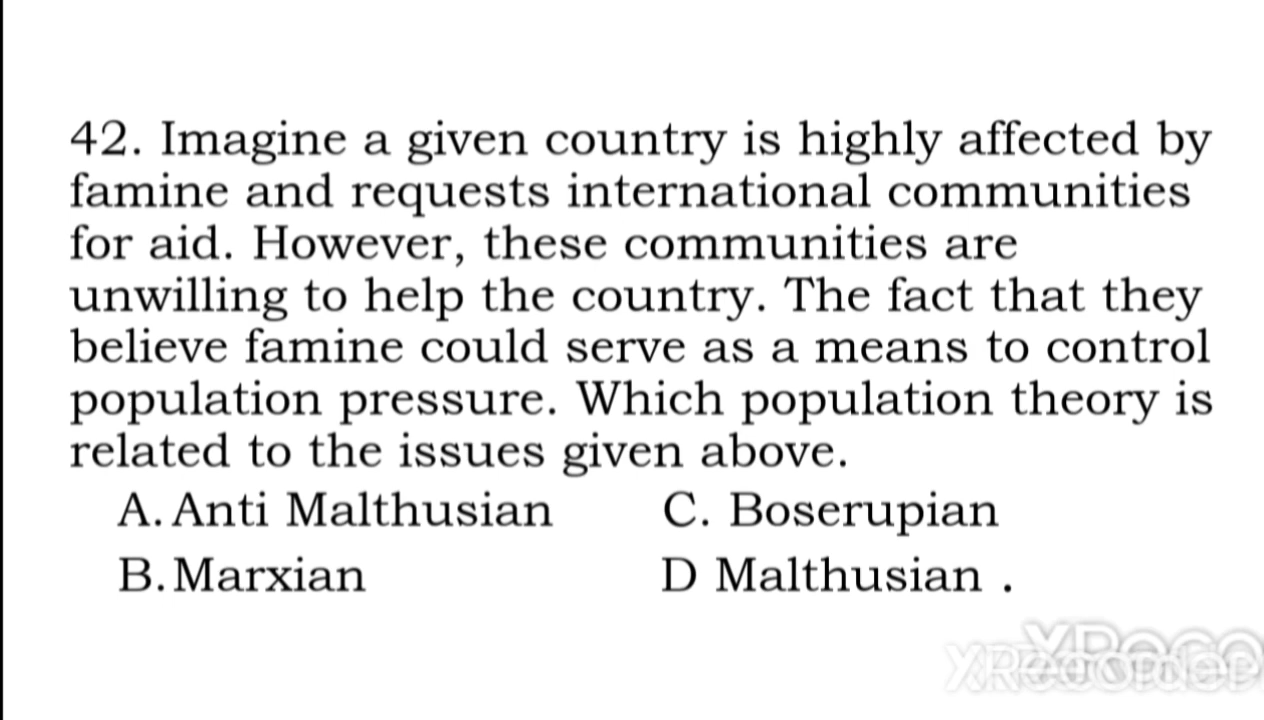 42. Imagine a given country is highly affected by
famine and requests international communities
for aid. However, these communities are
unwilling to help the country. The fact that they
believe famine could serve as a means to control
population pressure. Which population theory is
related to the issues given above.
A. Anti Malthusian C. Boserupian
B. Marxian D Malthusian .
XRecorder